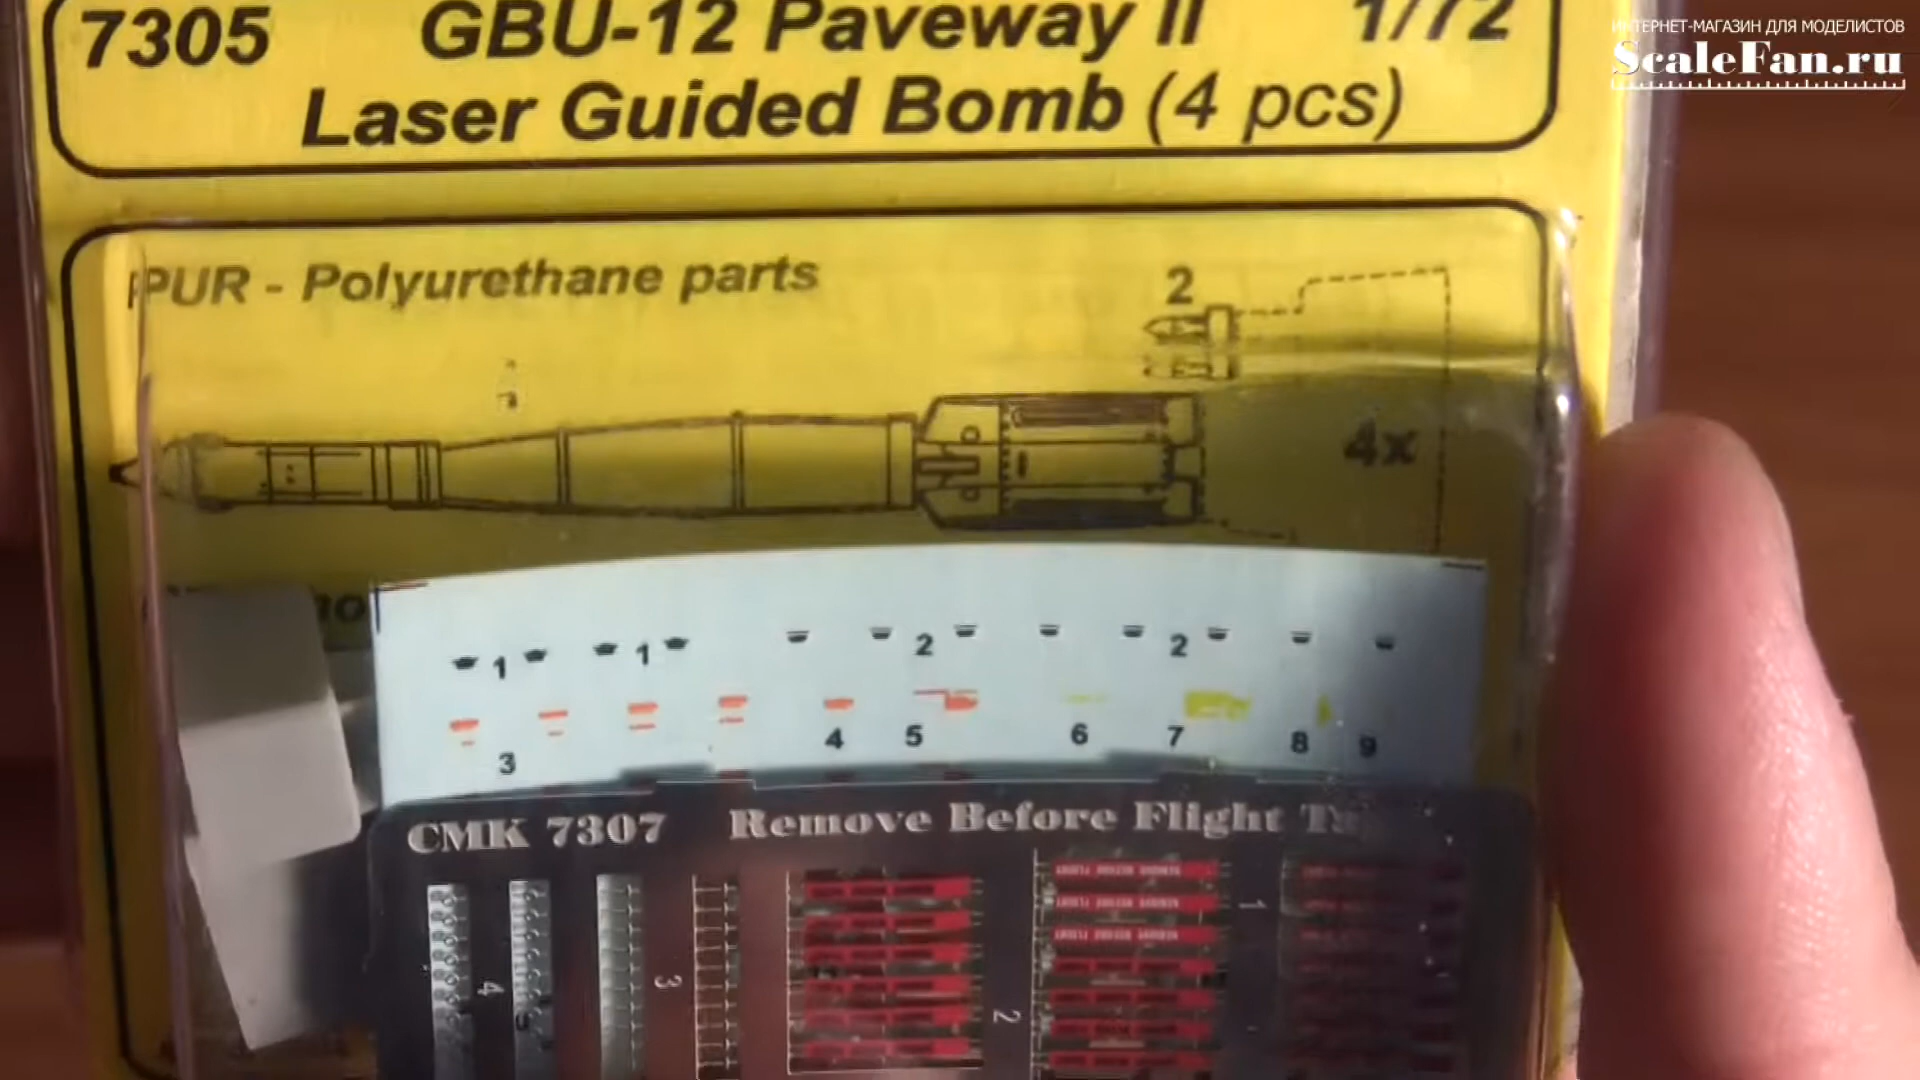 7305 GBU-12 Paveway II 1/72
Laser Guided Bomb (4 pcs)
ИНТЕРНЕТ-МАГАЗИН ДЛЯ МОДЕЛИСТОВ
ScaleFan.ru
PUR - Polyurethane parts
2
4x
1 1 2 2
3 4 5 6 7 8 9
CMK 7307 Remove Before Flight
4 3 2 1